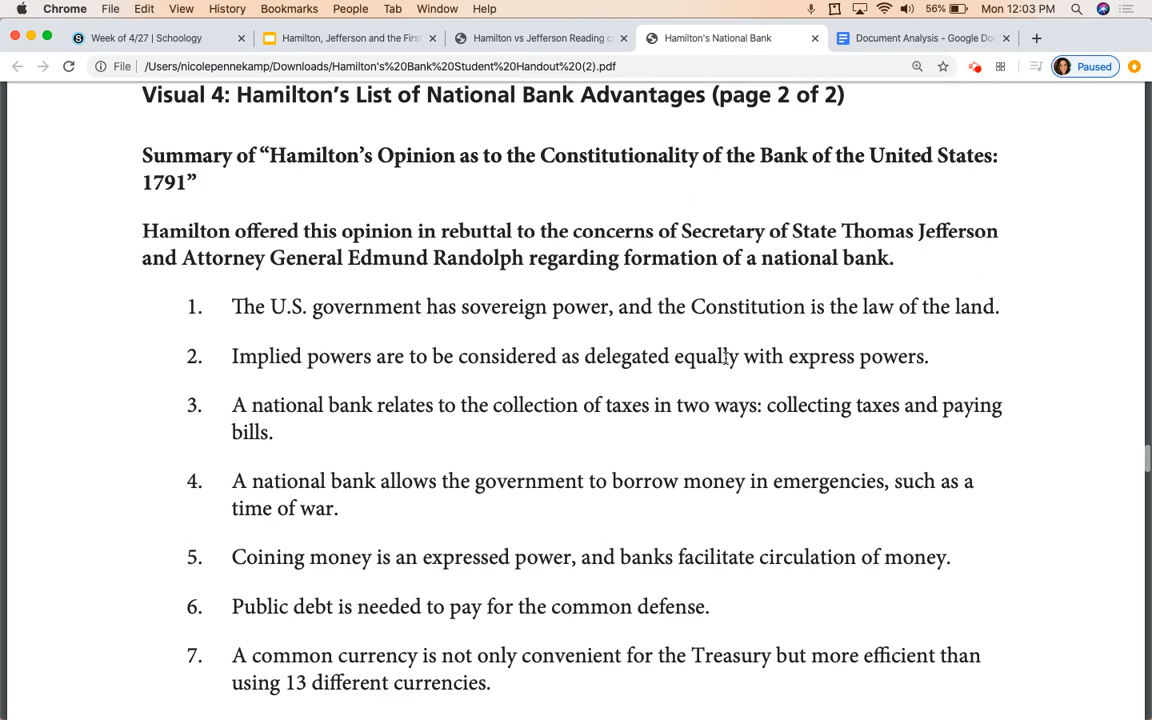 Chrome File Edit View History Bookmarks People Tab Window Help 56% Mon 12:03 PM
Week of 4/27 | Schoology Hamilton, Jefferson and the Firs Hamilton vs Jefferson Reading c Hamilton's National Bank Document Analysis - Google Do
File /Users/nicolepennekamp/Downloads/Hamilton's%20Bank%20Student%20Handout%20(2).pdf Paused
Visual 4: Hamilton's List of National Bank Advantages (page 2 of 2)
Summary of “Hamilton’s Opinion as to the Constitutionality of the Bank of the United States:
1791”
Hamilton offered this opinion in rebuttal to the concerns of Secretary of State Thomas Jefferson
and Attorney General Edmund Randolph regarding formation of a national bank.
1. The U.S. government has sovereign power, and the Constitution is the law of the land.
2. Implied powers are to be considered as delegated equally with express powers.
3. A national bank relates to the collection of taxes in two ways: collecting taxes and paying
bills.
4. A national bank allows the government to borrow money in emergencies, such as a
time of war.
5. Coining money is an expressed power, and banks facilitate circulation of money.
6. Public debt is needed to pay for the common defense.
7. A common currency is not only convenient for the Treasury but more efficient than
using 13 different currencies.